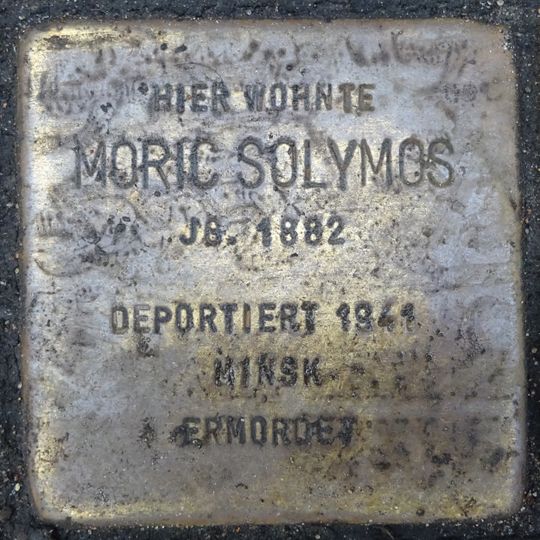 HIER WOHNTE
MORIC SOLYMOS
JG. 1882
DEPORTIERT 1941
MINSK
ERMORDET